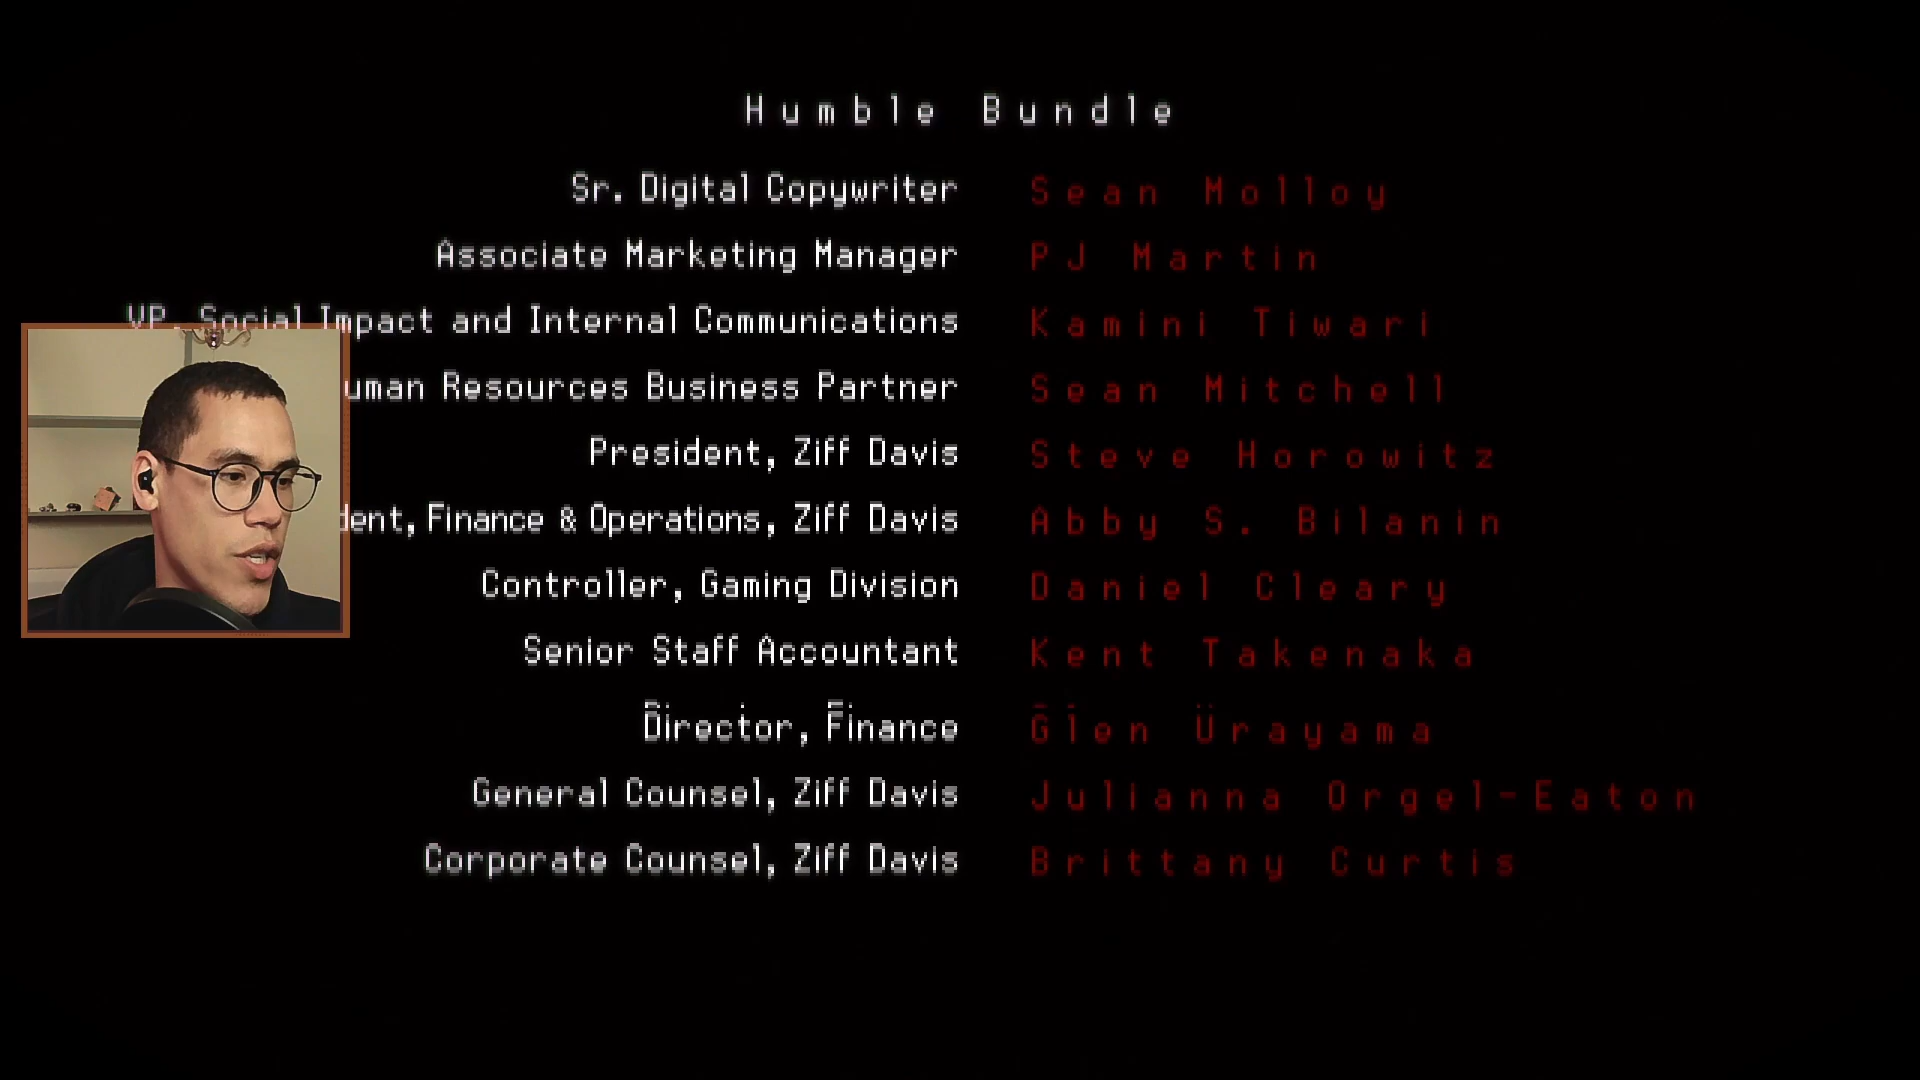 Humble Bundle
Sr. Digital Copywriter Sean Molloy
Associate Marketing Manager PJ Martin
VP, Social Impact and Internal Communications Kamini Tiwari
Resources Business Partner Sean Mitchell
President, Ziff Davis Steve Horowitz
Finance & Operations, Ziff Davis Abby S. Bilanin
Controller, Gaming Division Daniel Cleary
Senior Staff Accountant Kent Takenaka
Director, Finance Glen Urayama
General Counsel, Ziff Davis Julianna Orgel-Eaton
Corporate Counsel, Ziff Davis Brittany Curtis